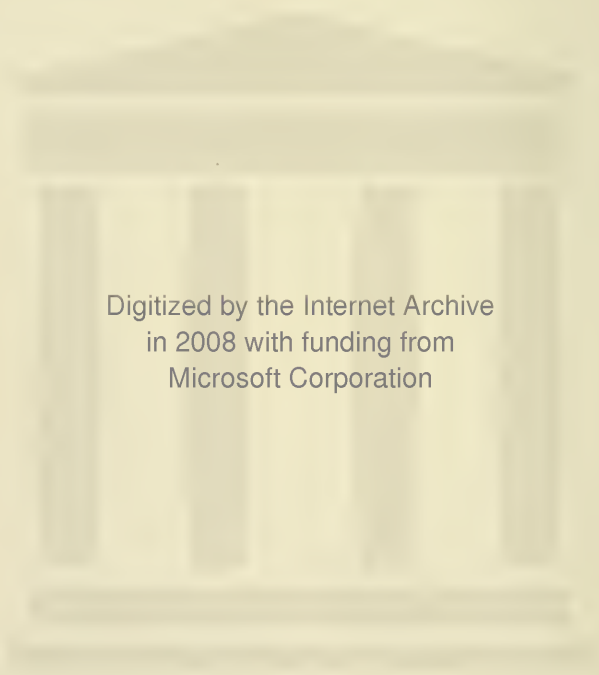 Digitized by the Internet Archive
in 2008 with funding from
Microsoft Corporation